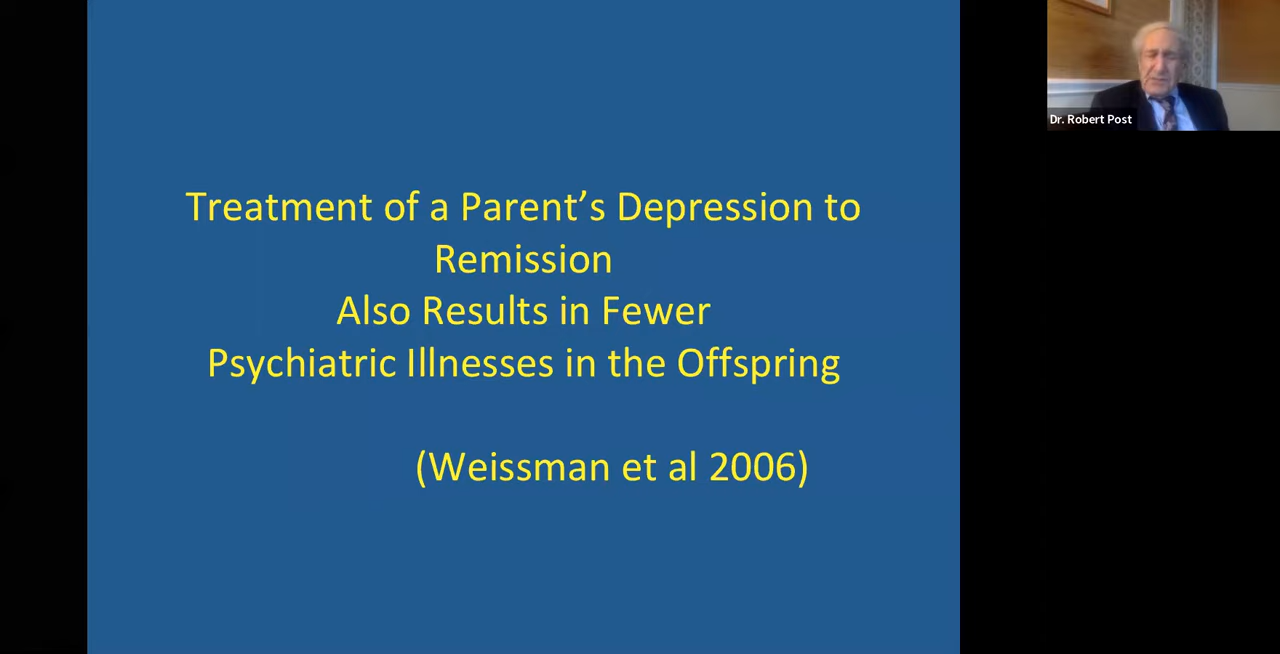 Treatment of a Parent’s Depression to
Remission
Also Results in Fewer
Psychiatric Illnesses in the Offspring
(Weissman et al 2006)
Dr. Robert Post